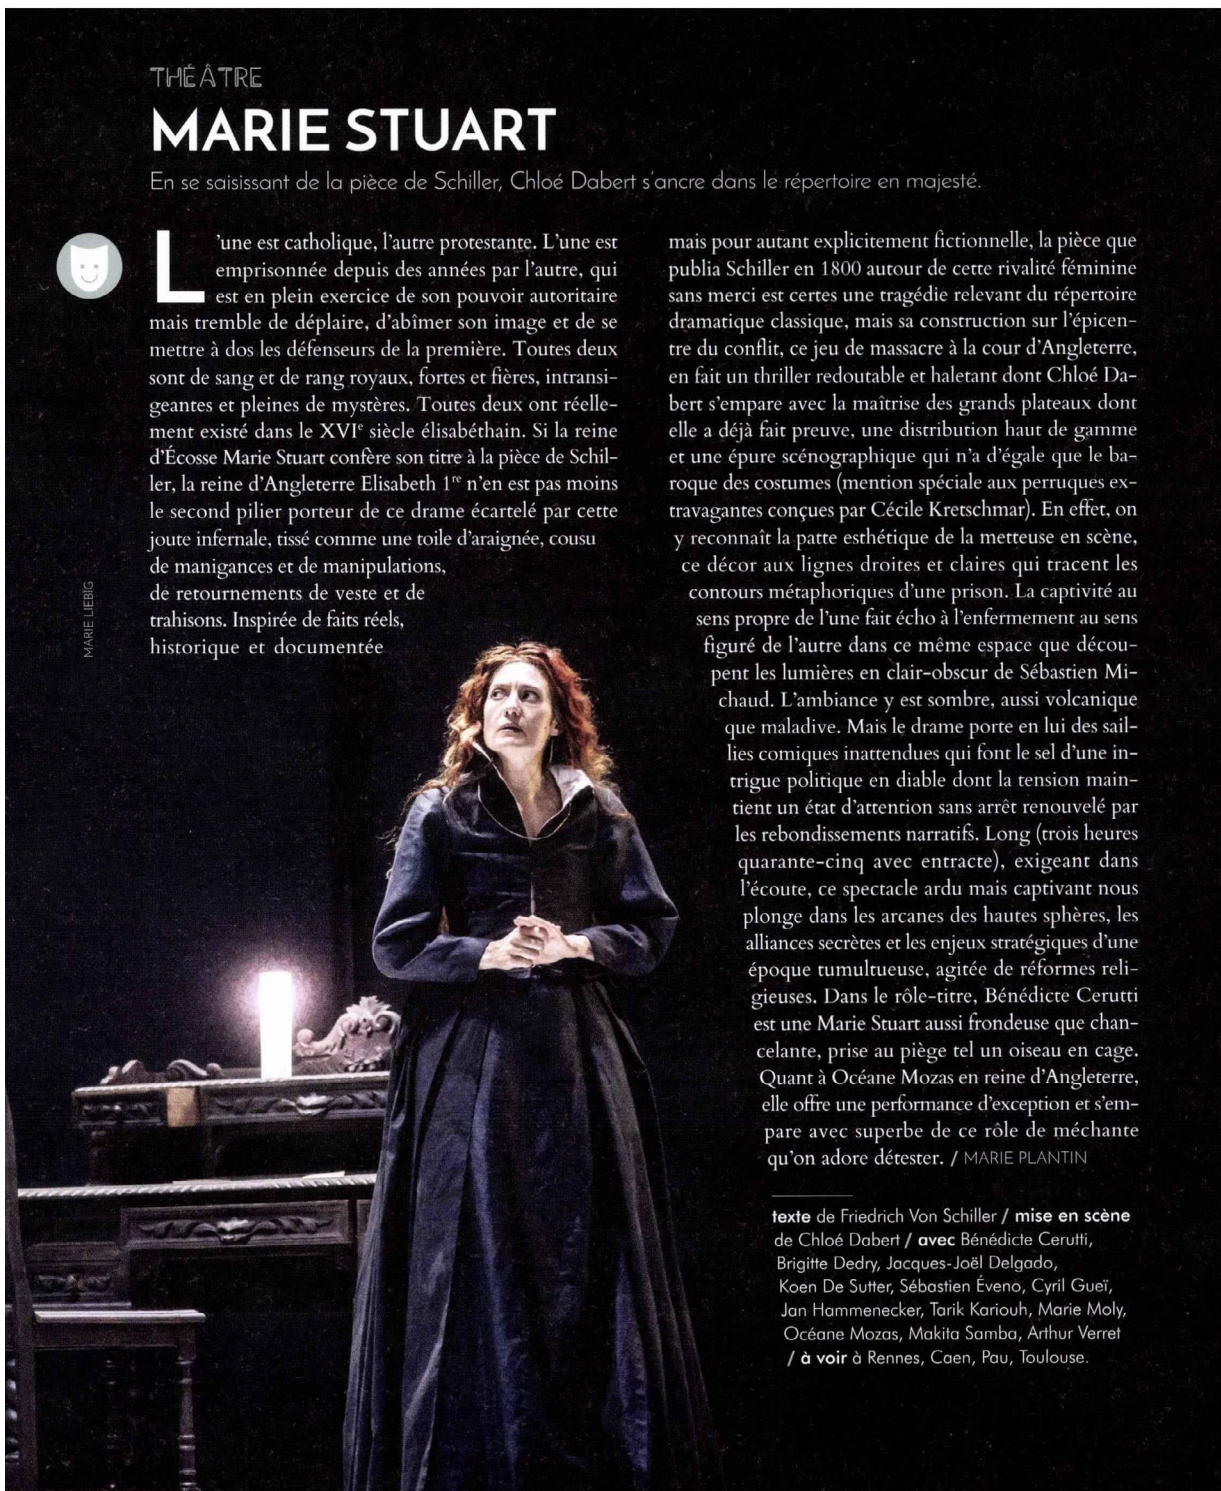 THÉÂTRE
MARIE STUART
En se saisissant de la pièce de Schiller, Chloé Dabert s'ancre dans le répertoire en majesté.
L'une est catholique, l'autre protestante. L'une est
emprisonnée depuis des années par l'autre, qui
est en plein exercice de son pouvoir autoritaire
mais tremble de déplaire, d'abîmer son image et de se
mettre à dos les défenseurs de la première. Toutes deux
sont de sang et de rang royaux, fortes et fières, intransi-
geantes et pleines de mystères. Toutes deux ont réelle-
ment existé dans le XVIe siècle élisabéthain. Si la reine
d'Écosse Marie Stuart confère son titre à la pièce de Schil-
ler, la reine d'Angleterre Elisabeth 1re n'en est pas moins
le second pilier porteur de ce drame écartelé par cette
joute infernale, tissé comme une toile d'araignée, cousu
de manigances et de manipulations,
de retournements de veste et de
trahisons. Inspirée de faits réels,
historique et documentée
mais pour autant explicitement fictionnelle, la pièce que
publia Schiller en 1800 autour de cette rivalité féminine
sans merci est certes une tragédie relevant du répertoire
dramatique classique, mais sa construction sur l'épicen-
tre du conflit, ce jeu de massacre à la cour d'Angleterre,
en fait un thriller redoutable et haletant dont Chloé Da-
bert s'empare avec la maîtrise des grands plateaux dont
elle a déjà fait preuve, une distribution haut de gamme
et une épure scénographique qui n'a d'égale que le ba-
roque des costumes (mention spéciale aux perruques ex-
travagantes conçues par Cécile Kretschmar). En effet, on
y reconnaît la patte esthétique de la metteuse en scène,
ce décor aux lignes droites et claires qui tracent les
contours métaphoriques d'une prison. La captivité au
sens propre de l'une fait écho à l'enfermement au sens
figuré de l'autre dans ce même espace que décou-
pent les lumières en clair-obscur de Sébastien Mi-
chaud. L'ambiance y est sombre, aussi volcanique
que maladive. Mais le drame porte en lui des sail-
lies comiques inattendues qui font le sel d'une in-
trigue politique en diable dont la tension main-
tient un état d'attention sans arrêt renouvelé par
les rebondissements narratifs. Long (trois heures
quarante-cinq avec entracte), exigeant dans
l'écoute, ce spectacle ardu mais captivant nous
plonge dans les arcanes des hautes sphères, les
alliances secrètes et les enjeux stratégiques d'une
époque tumultueuse, agitée de réformes reli-
gieuses. Dans le rôle-titre, Bénédicte Cerutti
est une Marie Stuart aussi frondeuse que chan-
celante, prise au piège tel un oiseau en cage.
Quant à Océane Mozas en reine d'Angleterre,
elle offre une performance d'exception et s'em-
pare avec superbe de ce rôle de méchante
qu'on adore détester. / MARIE PLANTIN
texte de Friedrich Von Schiller / mise en scène
de Chloé Dabert / avec Bénédicte Cerutti,
Brigitte Dedry, Jacques-Joël Delgado,
Koen De Sutter, Sébastien Éveno, Cyril Gueï,
Jan Hammenecker, Tarik Kariouh, Marie Moly,
Océane Mozas, Makita Samba, Arthur Verret
/ à voir à Rennes, Caen, Pau, Toulouse.
MARIE LIEBIG